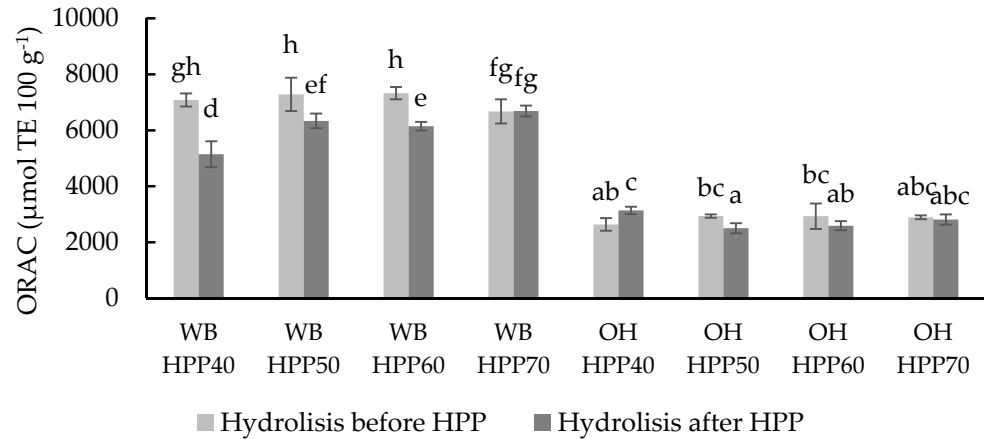 ORAC (µmol TE 100 g-1)
10000
8000
6000
4000
2000
0
gh
d
h
ef
h
e
fg fg
ab
c
bc
a
bc
ab
abc abc
WB WB WB WB OH OH OH OH
HPP40 HPP50 HPP60 HPP70 HPP40 HPP50 HPP60 HPP70
Hydrolisis before HPP Hydrolisis after HPP